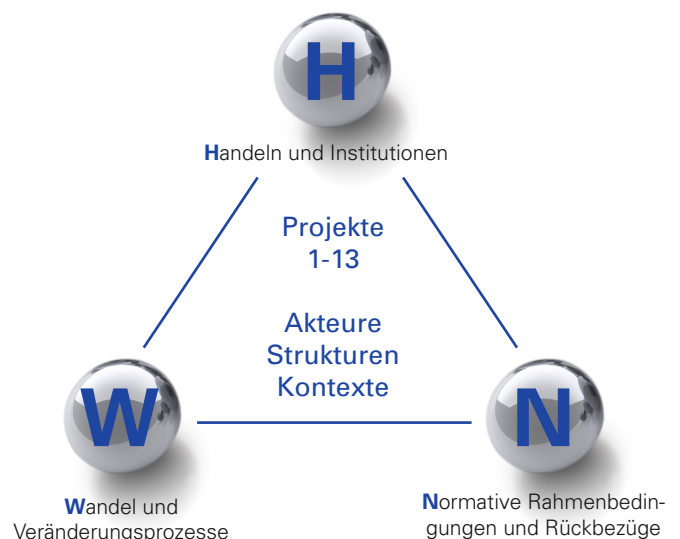 H
Handeln und Institutionen
Projekte
1-13
Akteure
Strukturen
Kontexte
W
N
Wandel und
Veränderungsprozesse
Normative Rahmenbedin-
gungen und Rückbezüge